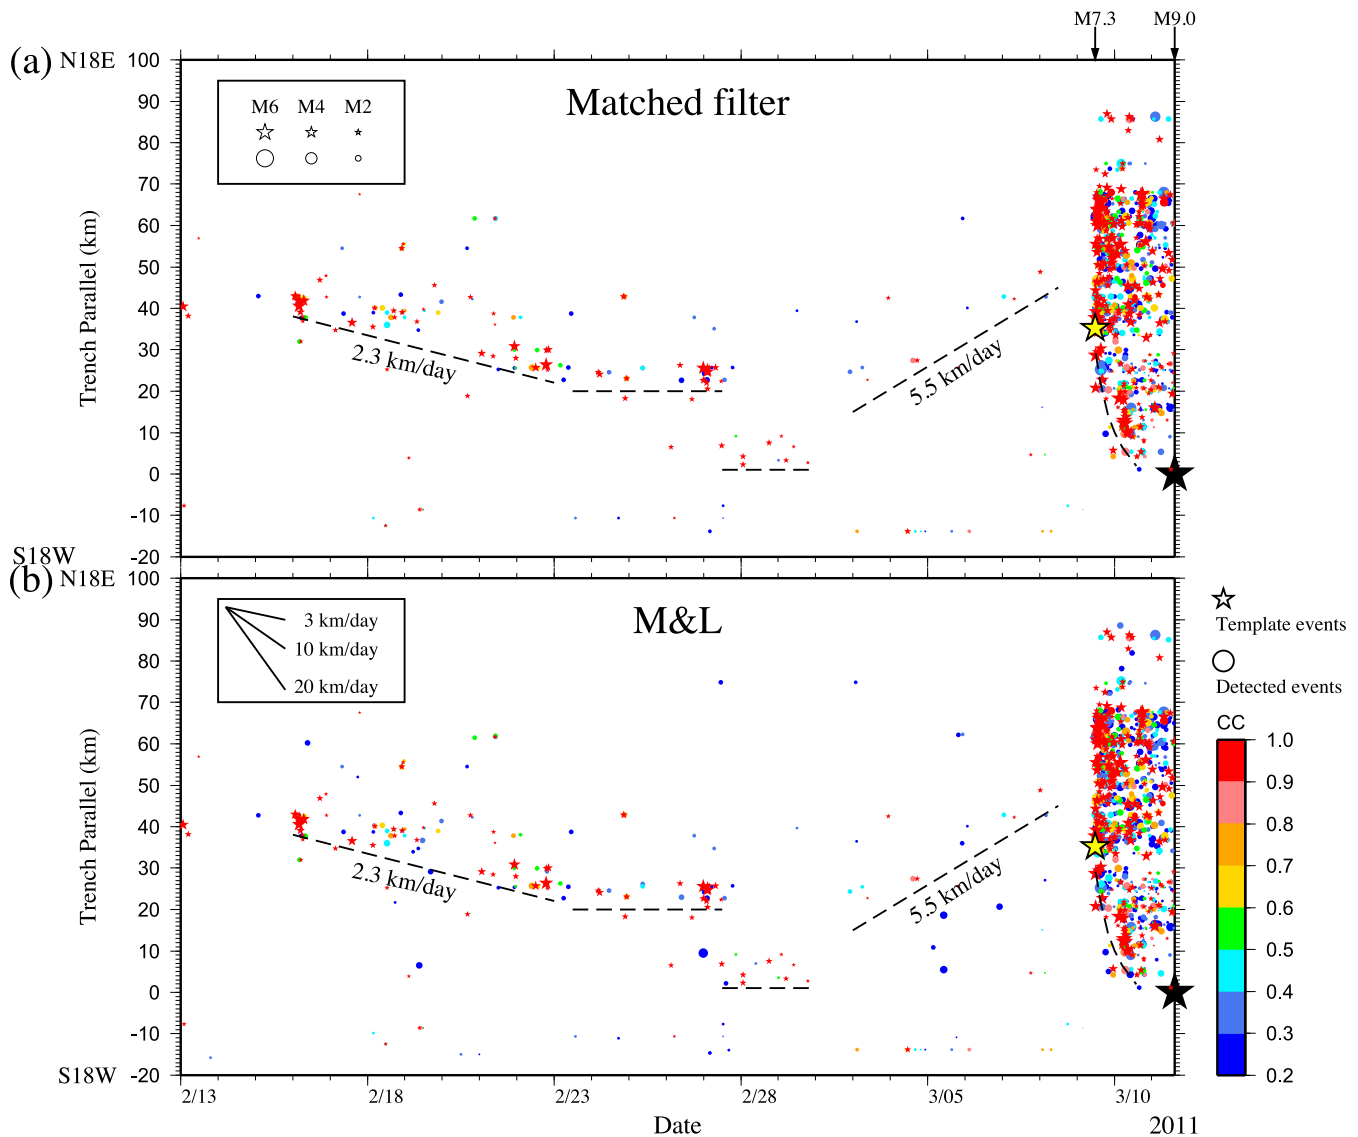 M7.3 M9.0
(a) N18E
Matched filter
M6 M4 M2
100
90
80
70
60
50
40
30
20
10
0
-10
-20
Trench Parallel (km)
2.3 km/day
5.5 km/day
S18W
(b) N18E
M&L
3 km/day
10 km/day
20 km/day
100
90
80
70
60
50
40
30
20
10
0
-10
-20
Trench Parallel (km)
2.3 km/day
5.5 km/day
S18W
2/13 2/18 2/23 2/28 3/05 3/10
Date
2011
Template events
Detected events
CC
1.0
0.9
0.8
0.7
0.6
0.5
0.4
0.3
0.2